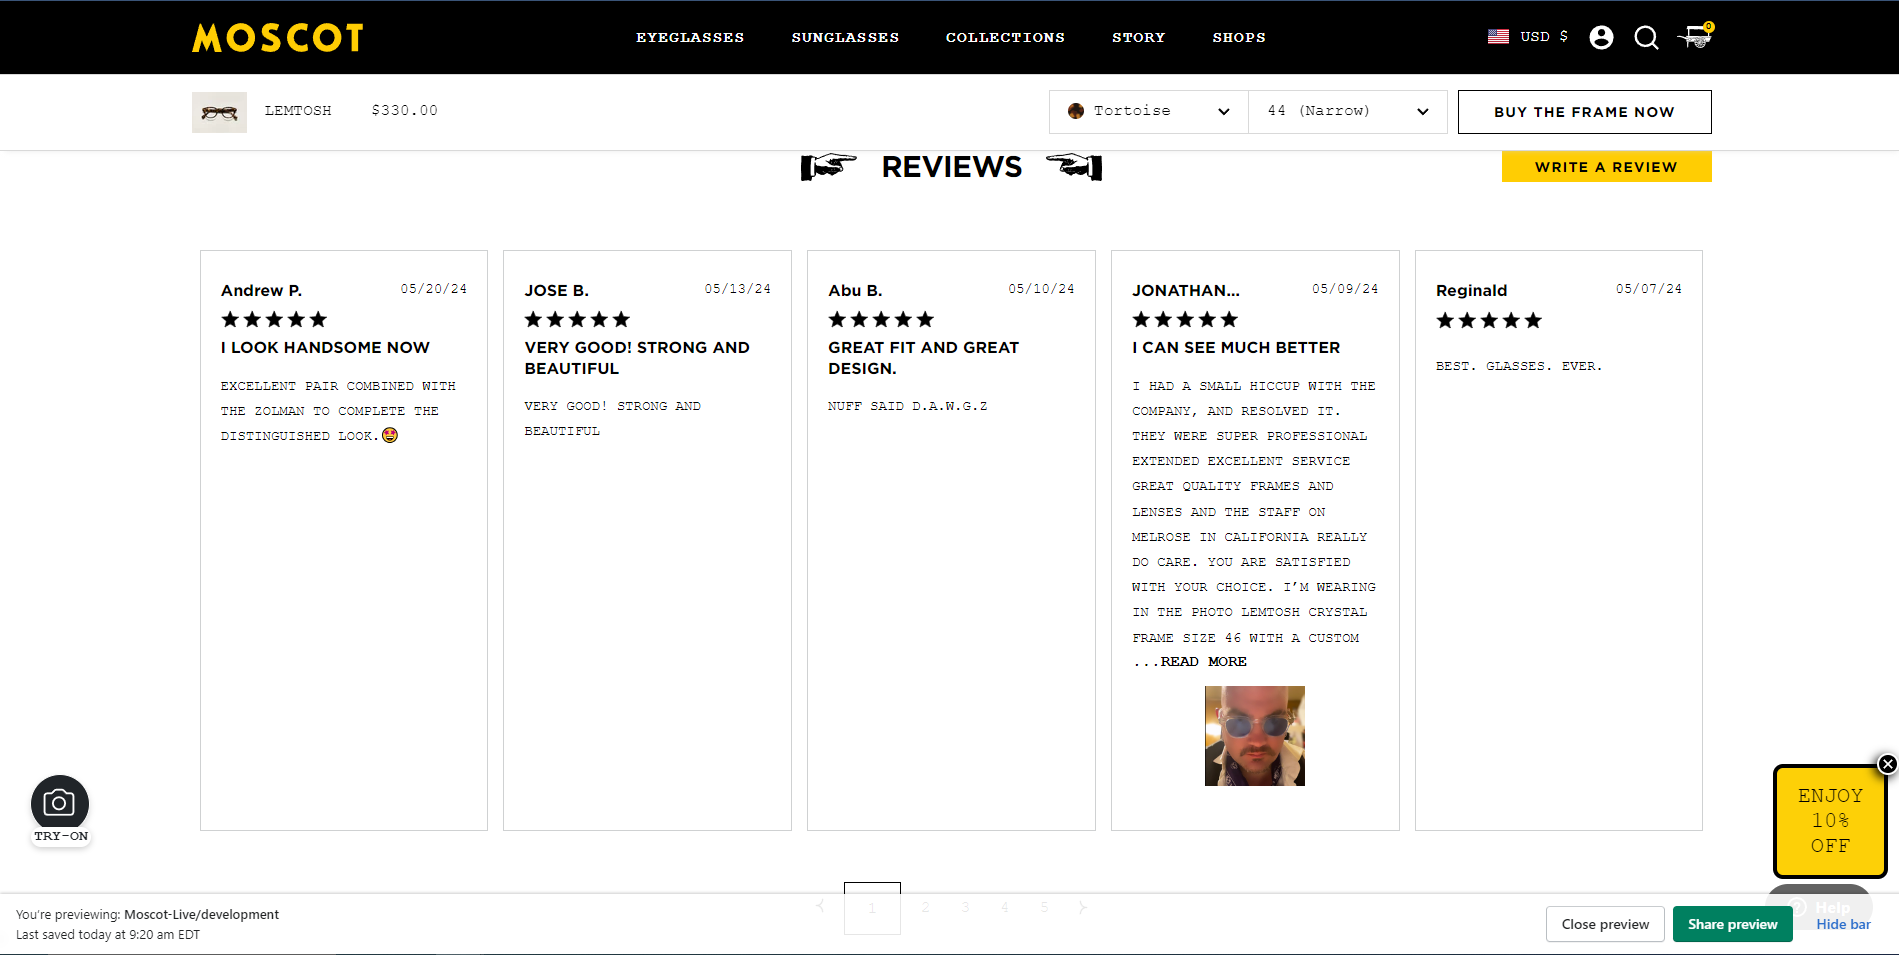 MOSCOT
EYEGLASSES SUNGLASSES COLLECTIONS STORY SHOPS
USD $
0
LEMTOSH $330.00
Tortoise
44 (Narrow)
BUY THE FRAME NOW
REVIEWS
WRITE A REVIEW
Andrew P. 05/20/24
I LOOK HANDSOME NOW
EXCELLENT PAIR COMBINED WITH
THE ZOLMAN TO COMPLETE THE
DISTINGUISHED LOOK.🤩
JOSE B. 05/13/24
VERY GOOD! STRONG AND
BEAUTIFUL
VERY GOOD! STRONG AND
BEAUTIFUL
Abu B. 05/10/24
GREAT FIT AND GREAT
DESIGN.
NUFF SAID D.A.W.G.Z
JONATHAN... 05/09/24
I CAN SEE MUCH BETTER
I HAD A SMALL HICCUP WITH THE
COMPANY, AND RESOLVED IT.
THEY WERE SUPER PROFESSIONAL
EXTENDED EXCELLENT SERVICE
GREAT QUALITY FRAMES AND
LENSES AND THE STAFF ON
MELROSE IN CALIFORNIA REALLY
DO CARE. YOU ARE SATISFIED
WITH YOUR CHOICE. I’M WEARING
IN THE PHOTO LEMTOSH CRYSTAL
FRAME SIZE 46 WITH A CUSTOM
...READ MORE
Reginald 05/07/24
BEST. GLASSES. EVER.
TRY-ON
ENJOY
10%
OFF
1 2 3 4 5
Help
You're previewing: Moscot-Live/development
Last saved today at 9:20 am EDT
Close preview
Share preview
Hide bar